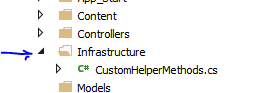 App_Start
Content
Controllers
Infrastructure
C# CustomHelperMethods.cs
Models